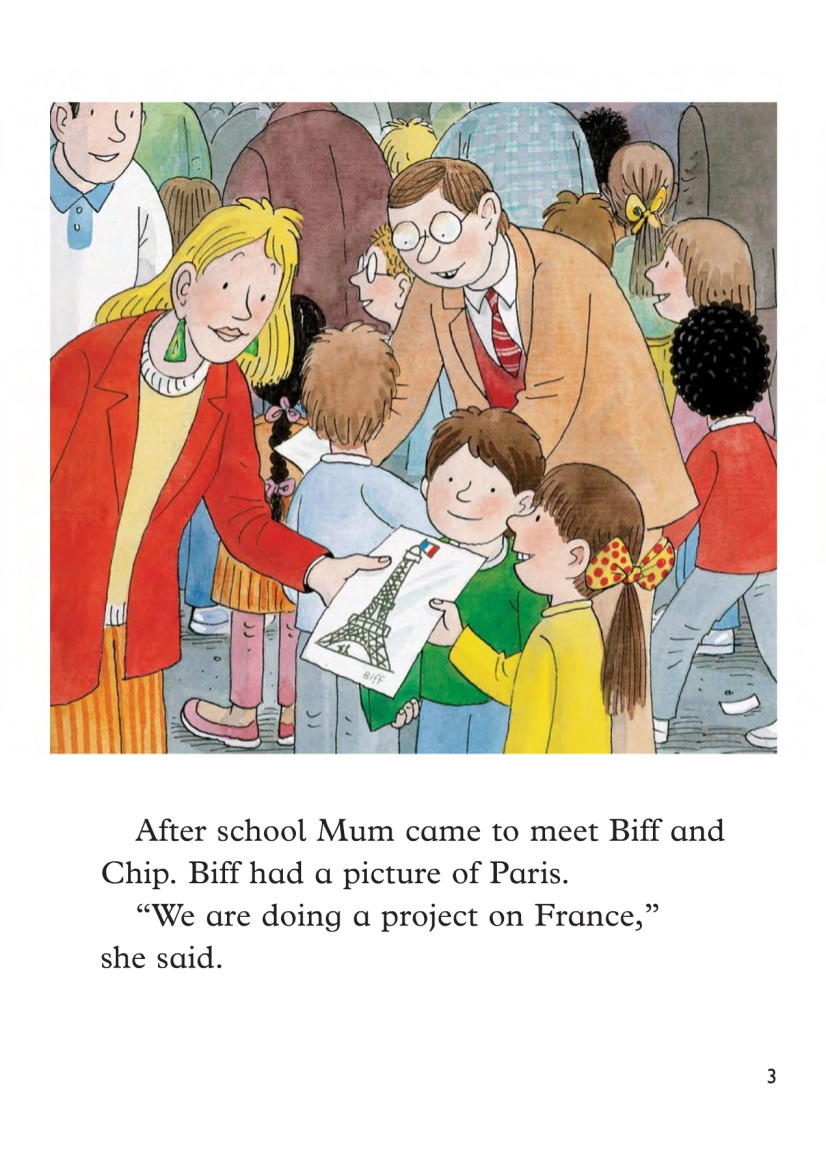 Biff
After school Mum came to meet Biff and
Chip. Biff had a picture of Paris.
“We are doing a project on France,”
she said.
3